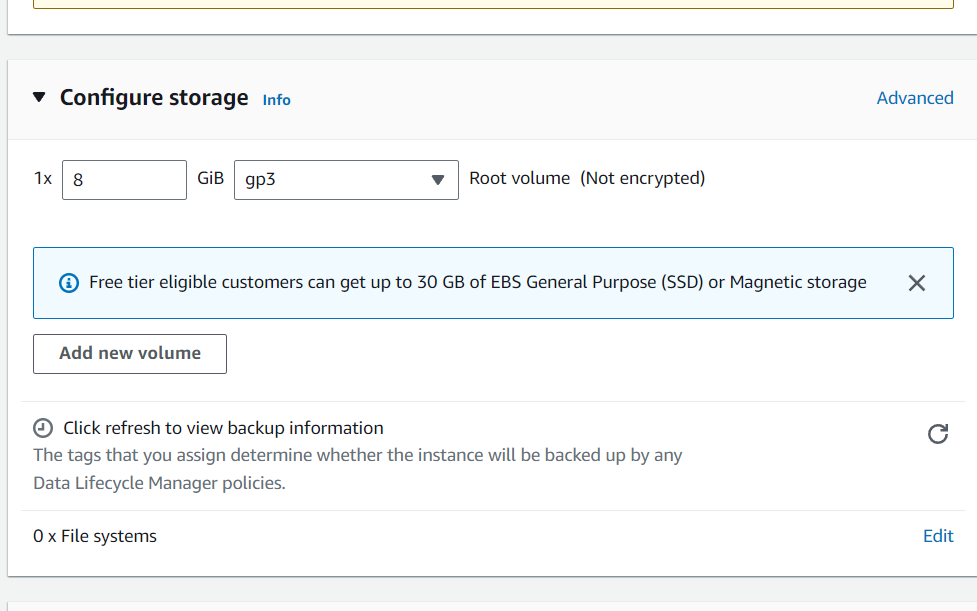 Configure storage Info Advanced
1x 8 GiB gp3 Root volume (Not encrypted)
Free tier eligible customers can get up to 30 GB of EBS General Purpose (SSD) or Magnetic storage
Add new volume
Click refresh to view backup information
The tags that you assign determine whether the instance will be backed up by any
Data Lifecycle Manager policies.
0 x File systems Edit